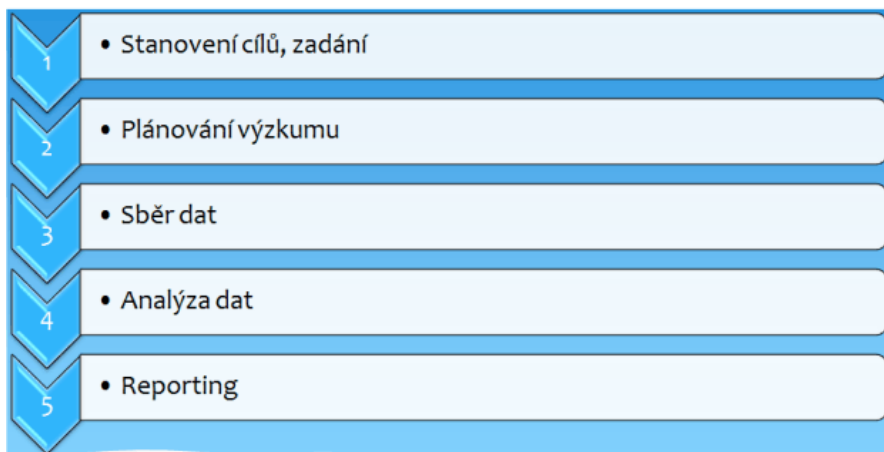 1 • Stanovení cílů, zadání
2 • Plánování výzkumu
3 • Sběr dat
4 • Analýza dat
5 • Reporting